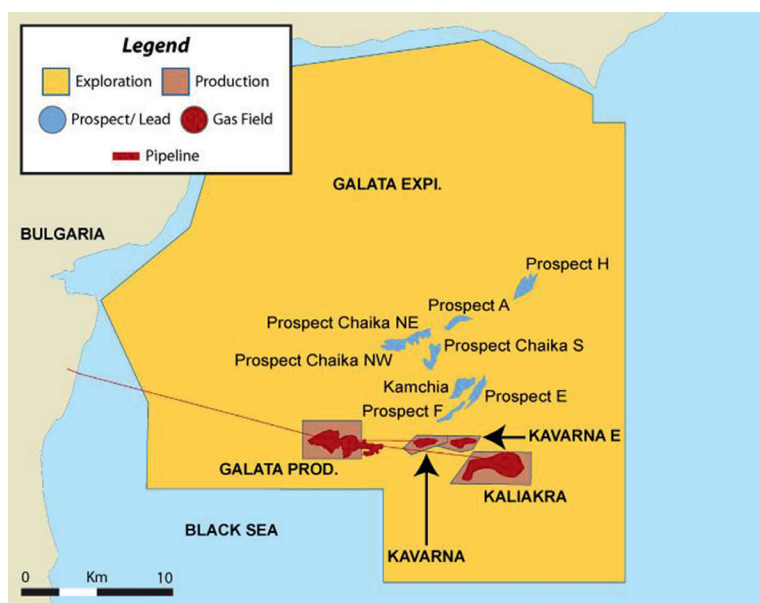 Legend
Exploration Production
Prospect/ Lead Gas Field
Pipeline
GALATA EXPl.
BULGARIA
Prospect H
Prospect A
Prospect Chaika NE
Prospect Chaika S
Prospect Chaika NW
Kamchia
Prospect E
Prospect F
KAVARNA E
GALATA PROD.
KALIAKRA
BLACK SEA
KAVARNA
0 Km 10